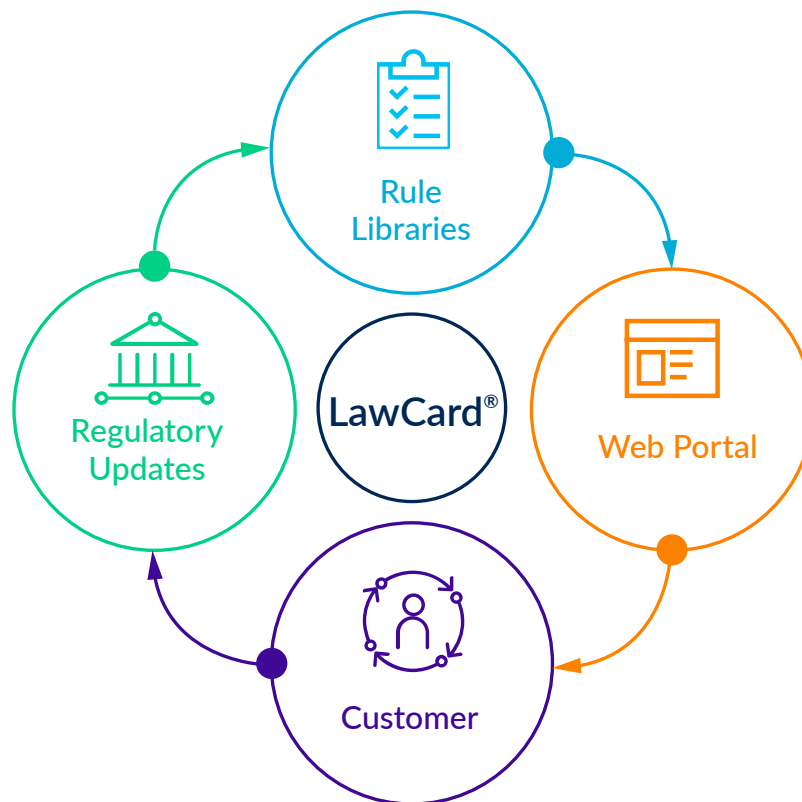 Rule
Libraries
Regulatory
Updates
LawCard®
Web Portal
Customer